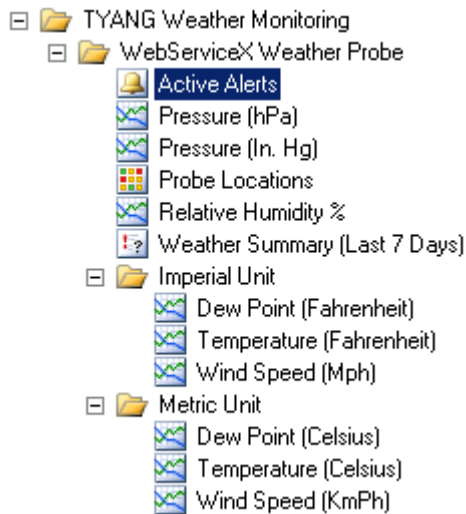 TYANG Weather Monitoring
WebServiceX Weather Probe
Active Alerts
Pressure (hPa)
Pressure (In. Hg)
Probe Locations
Relative Humidity %
Weather Summary (Last 7 Days)
Imperial Unit
Dew Point (Fahrenheit)
Temperature (Fahrenheit)
Wind Speed (Mph)
Metric Unit
Dew Point (Celsius)
Temperature (Celsius)
Wind Speed (KmPh)